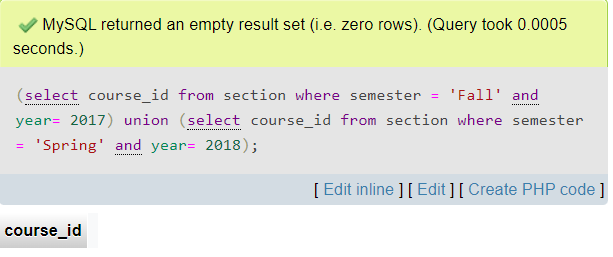 MySQL returned an empty result set (i.e. zero rows). (Query took 0.0005
seconds.)
(select course_id from section where semester = 'Fall' and
year= 2017) union (select course_id from section where semester
= 'Spring' and year= 2018);
[ Edit inline ] [ Edit ] [ Create PHP code ]
course_id